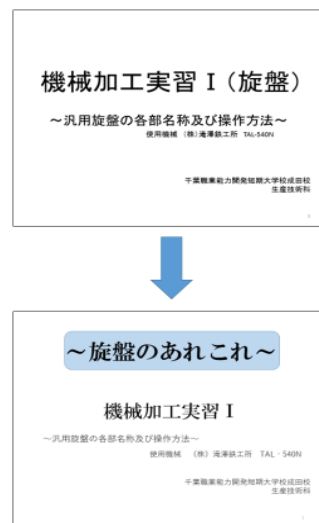 機械加工実習Ⅰ（旋盤）
～汎用旋盤の各部名称及び操作方法～
使用機械 （株）滝澤鉄工所 TAL-540N
千葉職業能力開発短期大学校成田校
生産技術科
～旋盤のあれこれ～
機械加工実習Ⅰ
～汎用旋盤の各部名称及び操作方法～
使用機械 （株）滝澤鉄工所 TAL‐540N
千葉職業能力開発短期大学校成田校
生産技術科